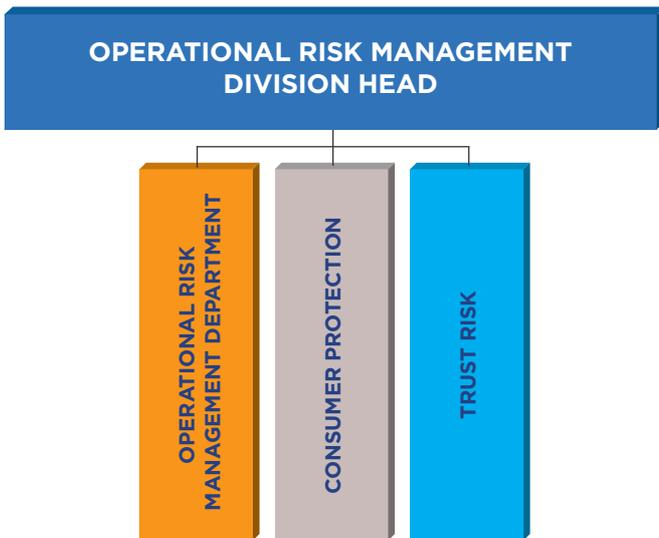 OPERATIONAL RISK MANAGEMENT
DIVISION HEAD
OPERATIONAL RISK
MANAGEMENT DEPARTMENT
CONSUMER PROTECTION
TRUST RISK